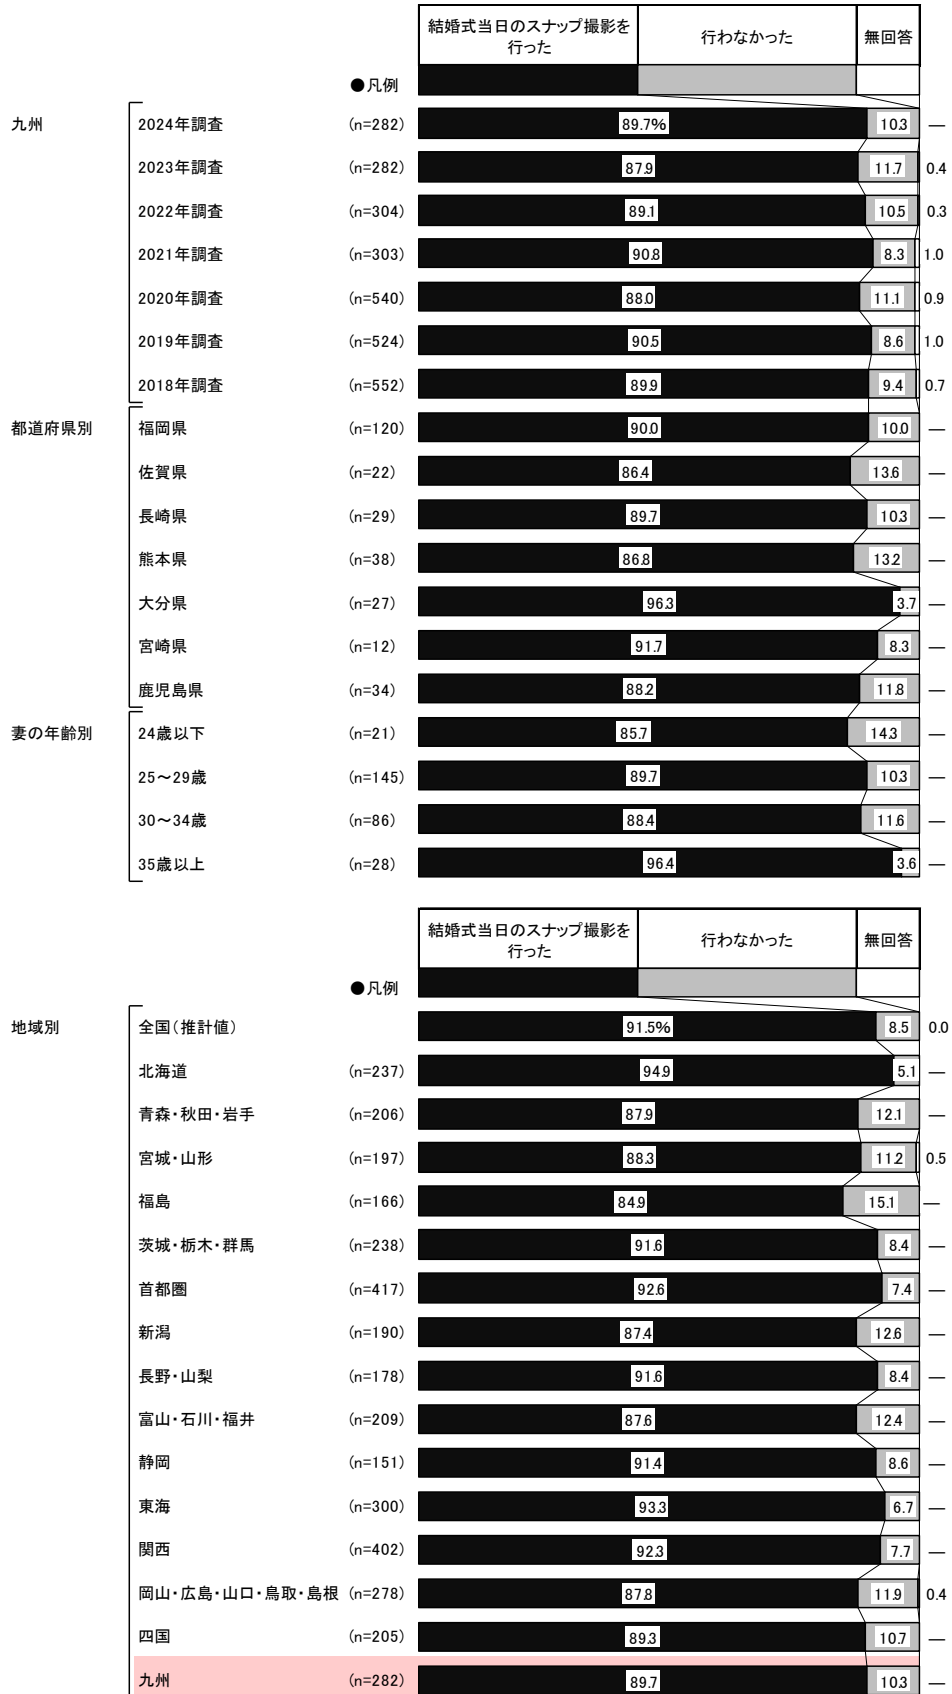 結婚式当日のスナップ撮影を
行った
行わなかった
無回答
●凡例
九州 2024年調査 (n=282) 89.7% 10.3 —
2023年調査 (n=282) 87.9 11.7 0.4
2022年調査 (n=304) 89.1 10.5 0.3
2021年調査 (n=303) 90.8 8.3 1.0
2020年調査 (n=540) 88.0 11.1 0.9
2019年調査 (n=524) 90.5 8.6 1.0
2018年調査 (n=552) 89.9 9.4 0.7
都道府県別 福岡県 (n=120) 90.0 10.0 —
佐賀県 (n=22) 86.4 13.6 —
長崎県 (n=29) 89.7 10.3 —
熊本県 (n=38) 86.8 13.2 —
大分県 (n=27) 96.3 3.7 —
宮崎県 (n=12) 91.7 8.3 —
鹿児島県 (n=34) 88.2 11.8 —
妻の年齢別 24歳以下 (n=21) 85.7 14.3 —
25～29歳 (n=145) 89.7 10.3 —
30～34歳 (n=86) 88.4 11.6 —
35歳以上 (n=28) 96.4 3.6 —
結婚式当日のスナップ撮影を
行った
行わなかった
無回答
●凡例
地域別 全国（推計値） 91.5% 8.5 0.0
北海道 (n=237) 94.9 5.1 —
青森・秋田・岩手 (n=206) 87.9 12.1 —
宮城・山形 (n=197) 88.3 11.2 0.5
福島 (n=166) 84.9 15.1 —
茨城・栃木・群馬 (n=238) 91.6 8.4 —
首都圏 (n=417) 92.6 7.4 —
新潟 (n=190) 87.4 12.6 —
長野・山梨 (n=178) 91.6 8.4 —
富山・石川・福井 (n=209) 87.6 12.4 —
静岡 (n=151) 91.4 8.6 —
東海 (n=300) 93.3 6.7 —
関西 (n=402) 92.3 7.7 —
岡山・広島・山口・鳥取・島根 (n=278) 87.8 11.9 0.4
四国 (n=205) 89.3 10.7 —
九州 (n=282) 89.7 10.3 —